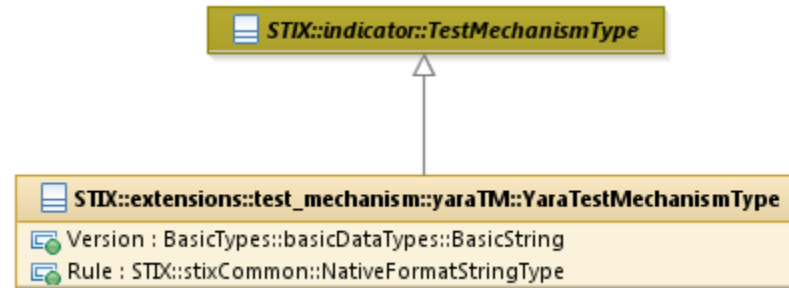 STIX::indicator::TestMechanismType
STIX::extensions::test_mechanism::yaraTM::YaraTestMechanismType
Version : BasicTypes::basicDataTypes::BasicString
Rule : STIX::stixCommon::NativeFormatStringType